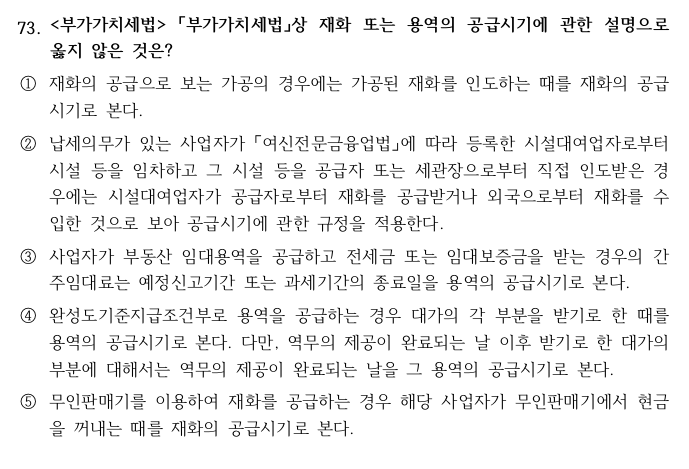 73. <부가가치세법> 「부가가치세법」상 재화 또는 용역의 공급시기에 관한 설명으로
옳지 않은 것은?
① 재화의 공급으로 보는 가공의 경우에는 가공된 재화를 인도하는 때를 재화의 공급
시기로 본다.
② 납세의무가 있는 사업자가 「여신전문금융업법」에 따라 등록한 시설대여업자로부터
시설 등을 임차하고 그 시설 등을 공급자 또는 세관장으로부터 직접 인도받은 경
우에는 시설대여업자가 공급자로부터 재화를 공급받거나 외국으로부터 재화를 수
입한 것으로 보아 공급시기에 관한 규정을 적용한다.
③ 사업자가 부동산 임대용역을 공급하고 전세금 또는 임대보증금을 받는 경우의 간
주임대료는 예정신고기간 또는 과세기간의 종료일을 용역의 공급시기로 본다.
④ 완성도기준지급조건부로 용역을 공급하는 경우 대가의 각 부분을 받기로 한 때를
용역의 공급시기로 본다. 다만, 역무의 제공이 완료되는 날 이후 받기로 한 대가의
부분에 대해서는 역무의 제공이 완료되는 날을 그 용역의 공급시기로 본다.
⑤ 무인판매기를 이용하여 재화를 공급하는 경우 해당 사업자가 무인판매기에서 현금
을 꺼내는 때를 재화의 공급시기로 본다.